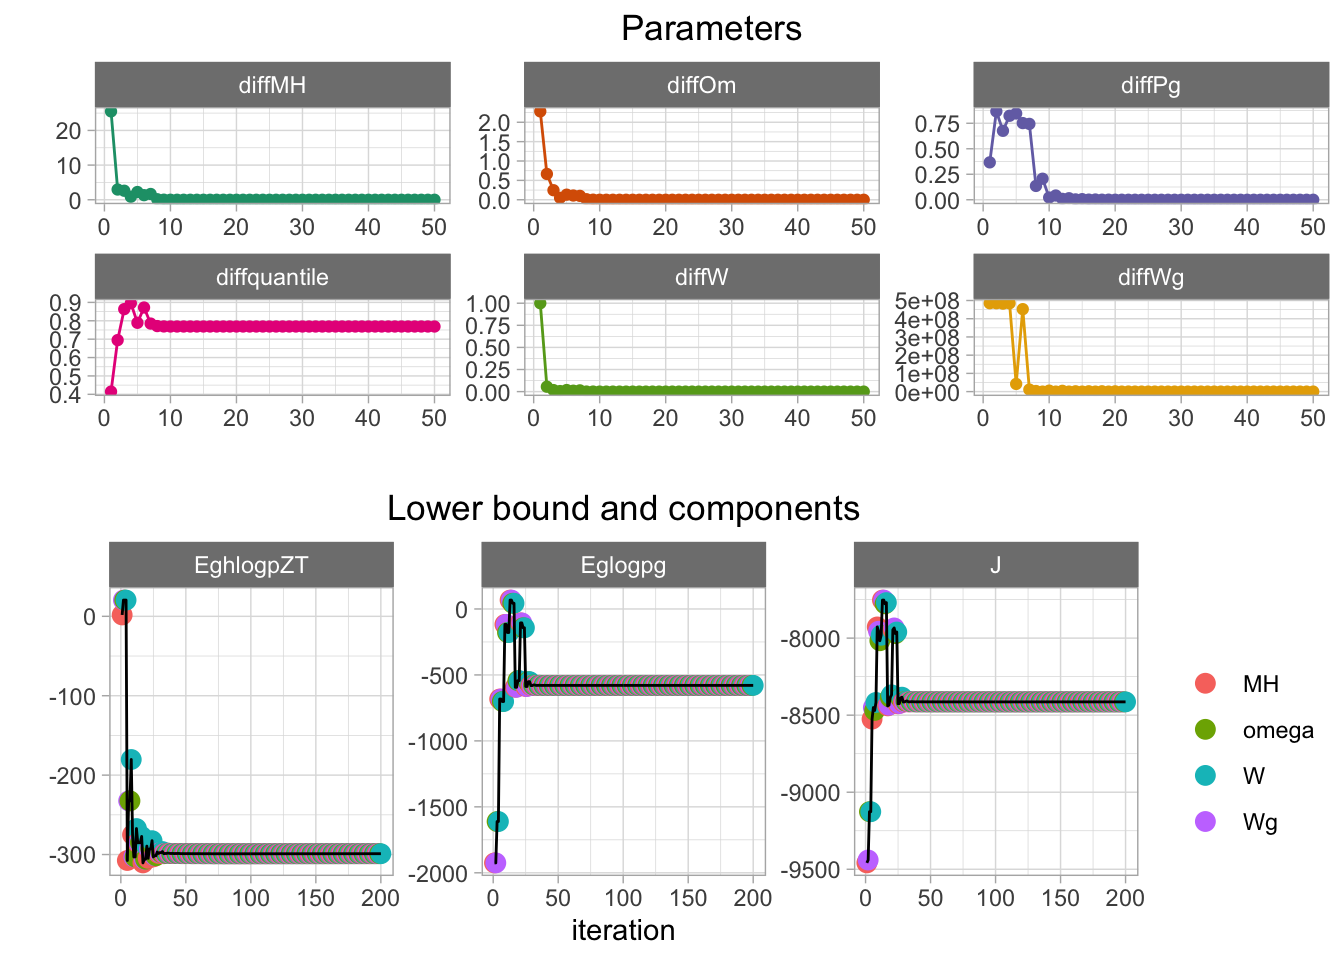 Parameters
diffMH diffOm diffPg
20
10
0
2.0
1.5
1.0
0.5
0.0
0.75
0.50
0.25
0.00
0 10 20 30 40 50 0 10 20 30 40 50 0 10 20 30 40 50
diffquantile diffW diffWg
0.9
0.8
0.7
0.6
0.5
0.4
1.00
0.75
0.50
0.25
0.00
5e+08
4e+08
3e+08
2e+08
1e+08
0e+00
0 10 20 30 40 50 0 10 20 30 40 50 0 10 20 30 40 50
Lower bound and components
EghlogpZT Eglogpg J
0
-100
-200
-300
0
-500
-1000
-1500
-2000
-8000
-8500
-9000
-9500
0 50 100 150 200 0 50 100 150 200 0 50 100 150 200
iteration
MH
omega
W
Wg